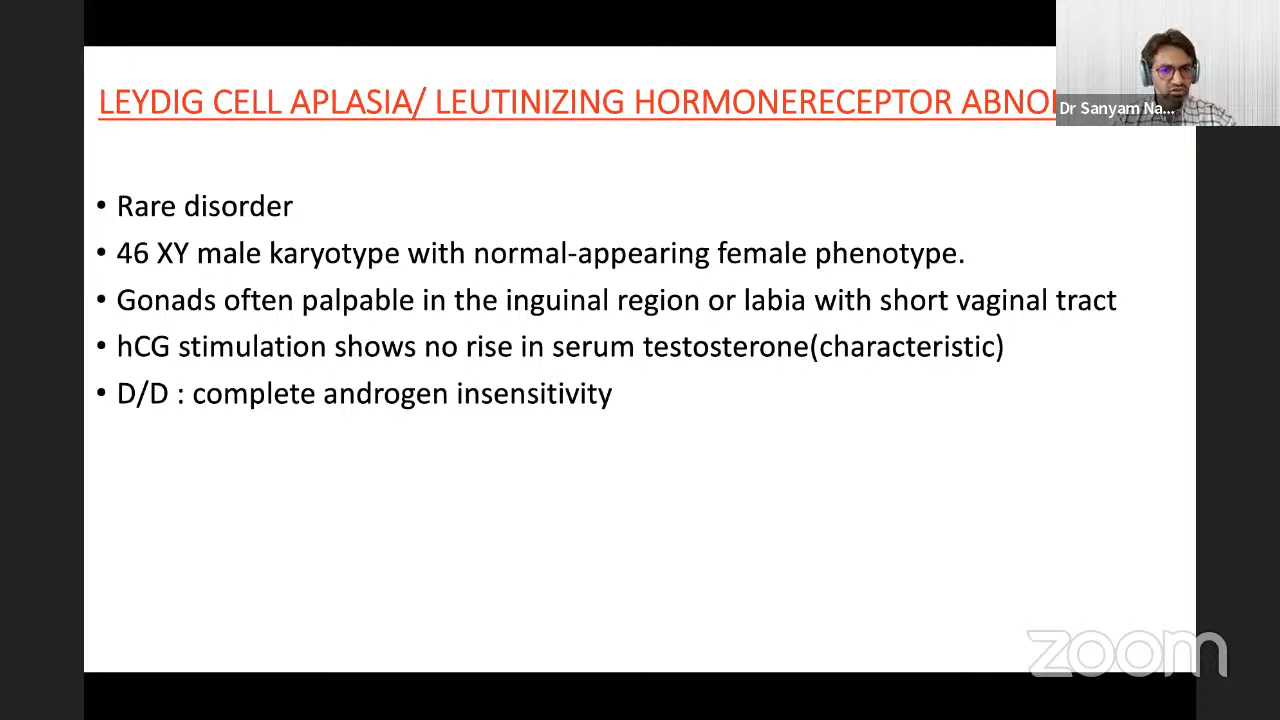 LEYDIG CELL APLASIA/ LEUTINIZING HORMONERECEPTOR
Dr Sanyam Na...
• Rare disorder
• 46 XY male karyotype with normal-appearing female phenotype.
• Gonads often palpable in the inguinal region or labia with short vaginal tract
• hCG stimulation shows no rise in serum testosterone(characteristic)
• D/D : complete androgen insensitivity
zoom